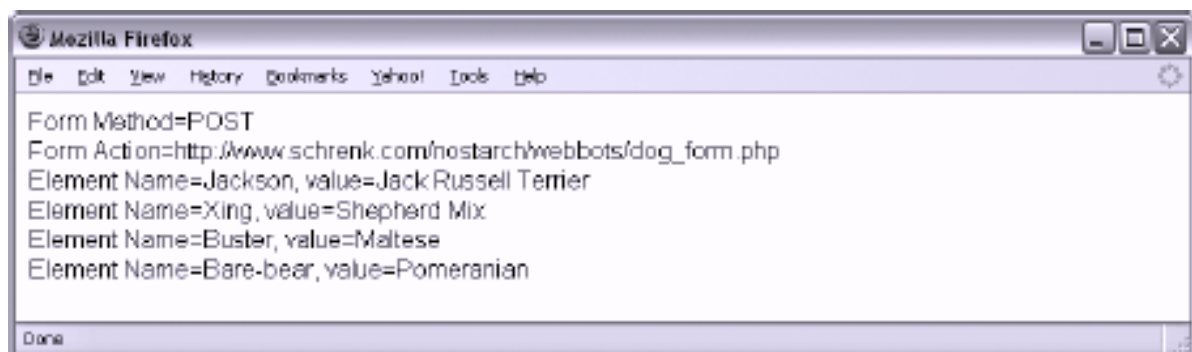 Mozilla Firefox
File Edit View History Bookmarks Yahoo! Tools Help
Form Method=POST
Form Action=http://www.schrenk.com/nostarch/webbots/dog_form.php
Element Name=Jackson, value=Jack Russell Terrier
Element Name=Xing, value=Shepherd Mix
Element Name=Buster, value=Maltese
Element Name=Bare-bear, value=Pomeranian
Done